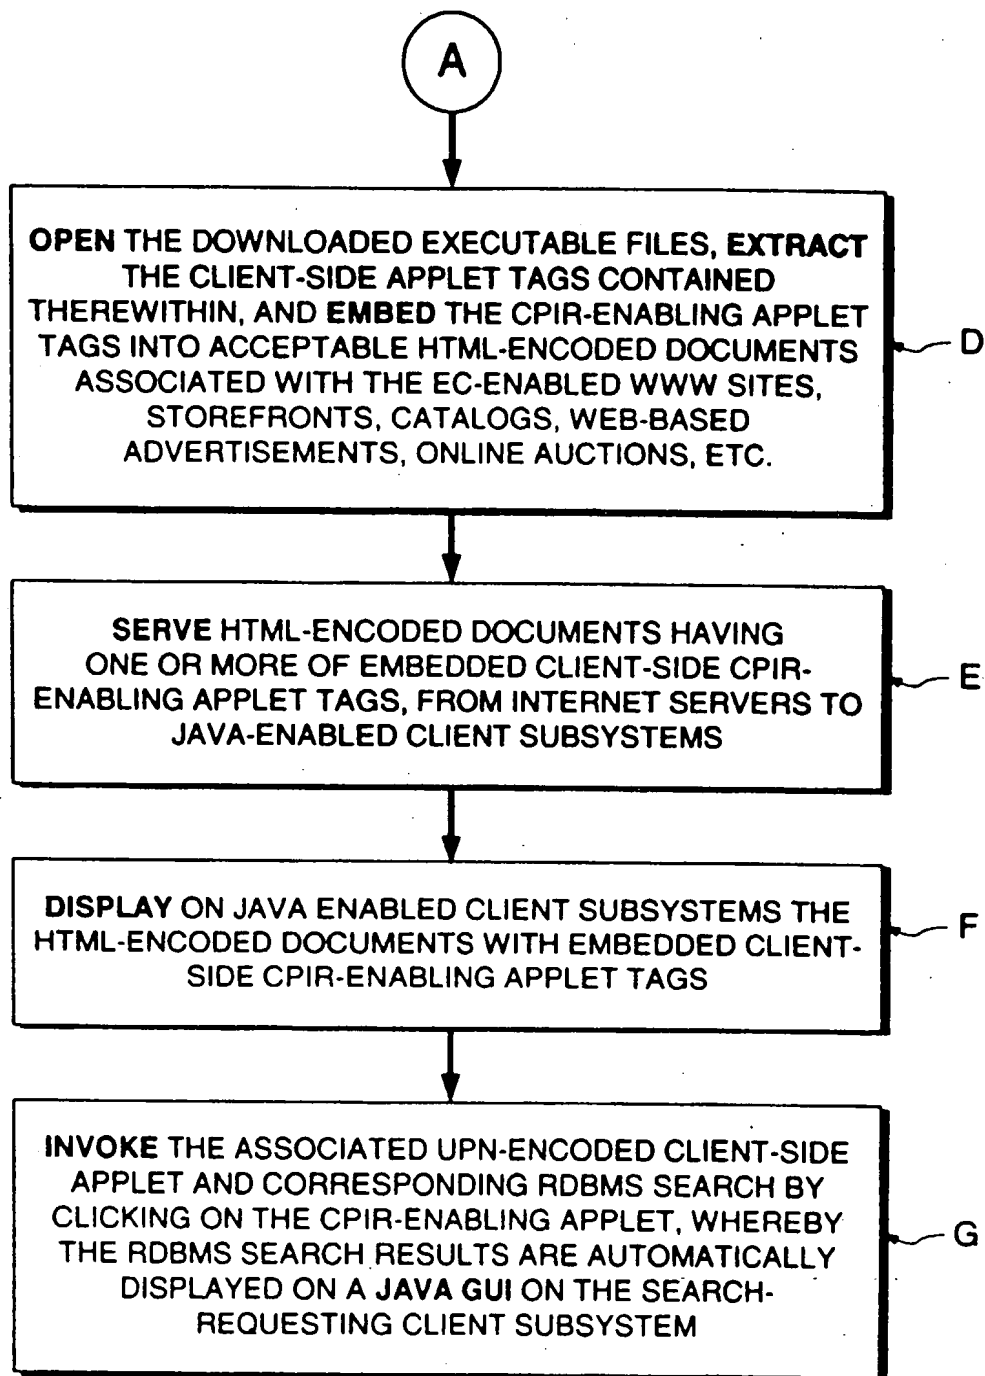 A
OPEN THE DOWNLOADED EXECUTABLE FILES, EXTRACT
THE CLIENT-SIDE APPLET TAGS CONTAINED
THEREWITHIN, AND EMBED THE CPIR-ENABLING APPLET
TAGS INTO ACCEPTABLE HTML-ENCODED DOCUMENTS
ASSOCIATED WITH THE EC-ENABLED WWW SITES,
STOREFRONTS, CATALOGS, WEB-BASED
ADVERTISEMENTS, ONLINE AUCTIONS, ETC.
D
SERVE HTML-ENCODED DOCUMENTS HAVING
ONE OR MORE OF EMBEDDED CLIENT-SIDE CPIR-
ENABLING APPLET TAGS, FROM INTERNET SERVERS TO
JAVA-ENABLED CLIENT SUBSYSTEMS
E
DISPLAY ON JAVA ENABLED CLIENT SUBSYSTEMS THE
HTML-ENCODED DOCUMENTS WITH EMBEDDED CLIENT-
SIDE CPIR-ENABLING APPLET TAGS
F
INVOKE THE ASSOCIATED UPN-ENCODED CLIENT-SIDE
APPLET AND CORRESPONDING RDBMS SEARCH BY
CLICKING ON THE CPIR-ENABLING APPLET, WHEREBY
THE RDBMS SEARCH RESULTS ARE AUTOMATICALLY
DISPLAYED ON A JAVA GUI ON THE SEARCH-
REQUESTING CLIENT SUBSYSTEM
G